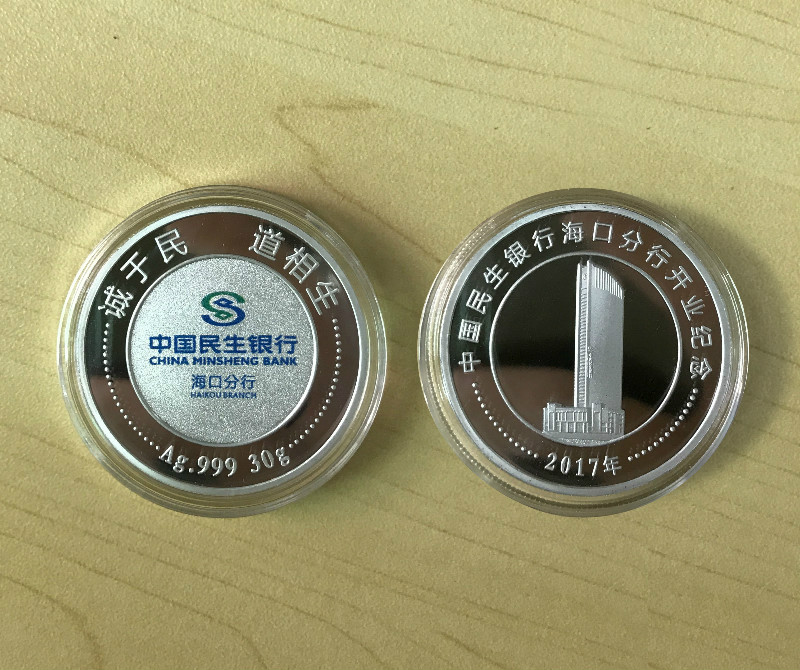 诚于民 道相生
中国民生银行
CHINA MINSHENG BANK
海口分行
HAIKOU BRANCH
Ag.999 30g
中国民生银行海口分行开业纪念
2017年